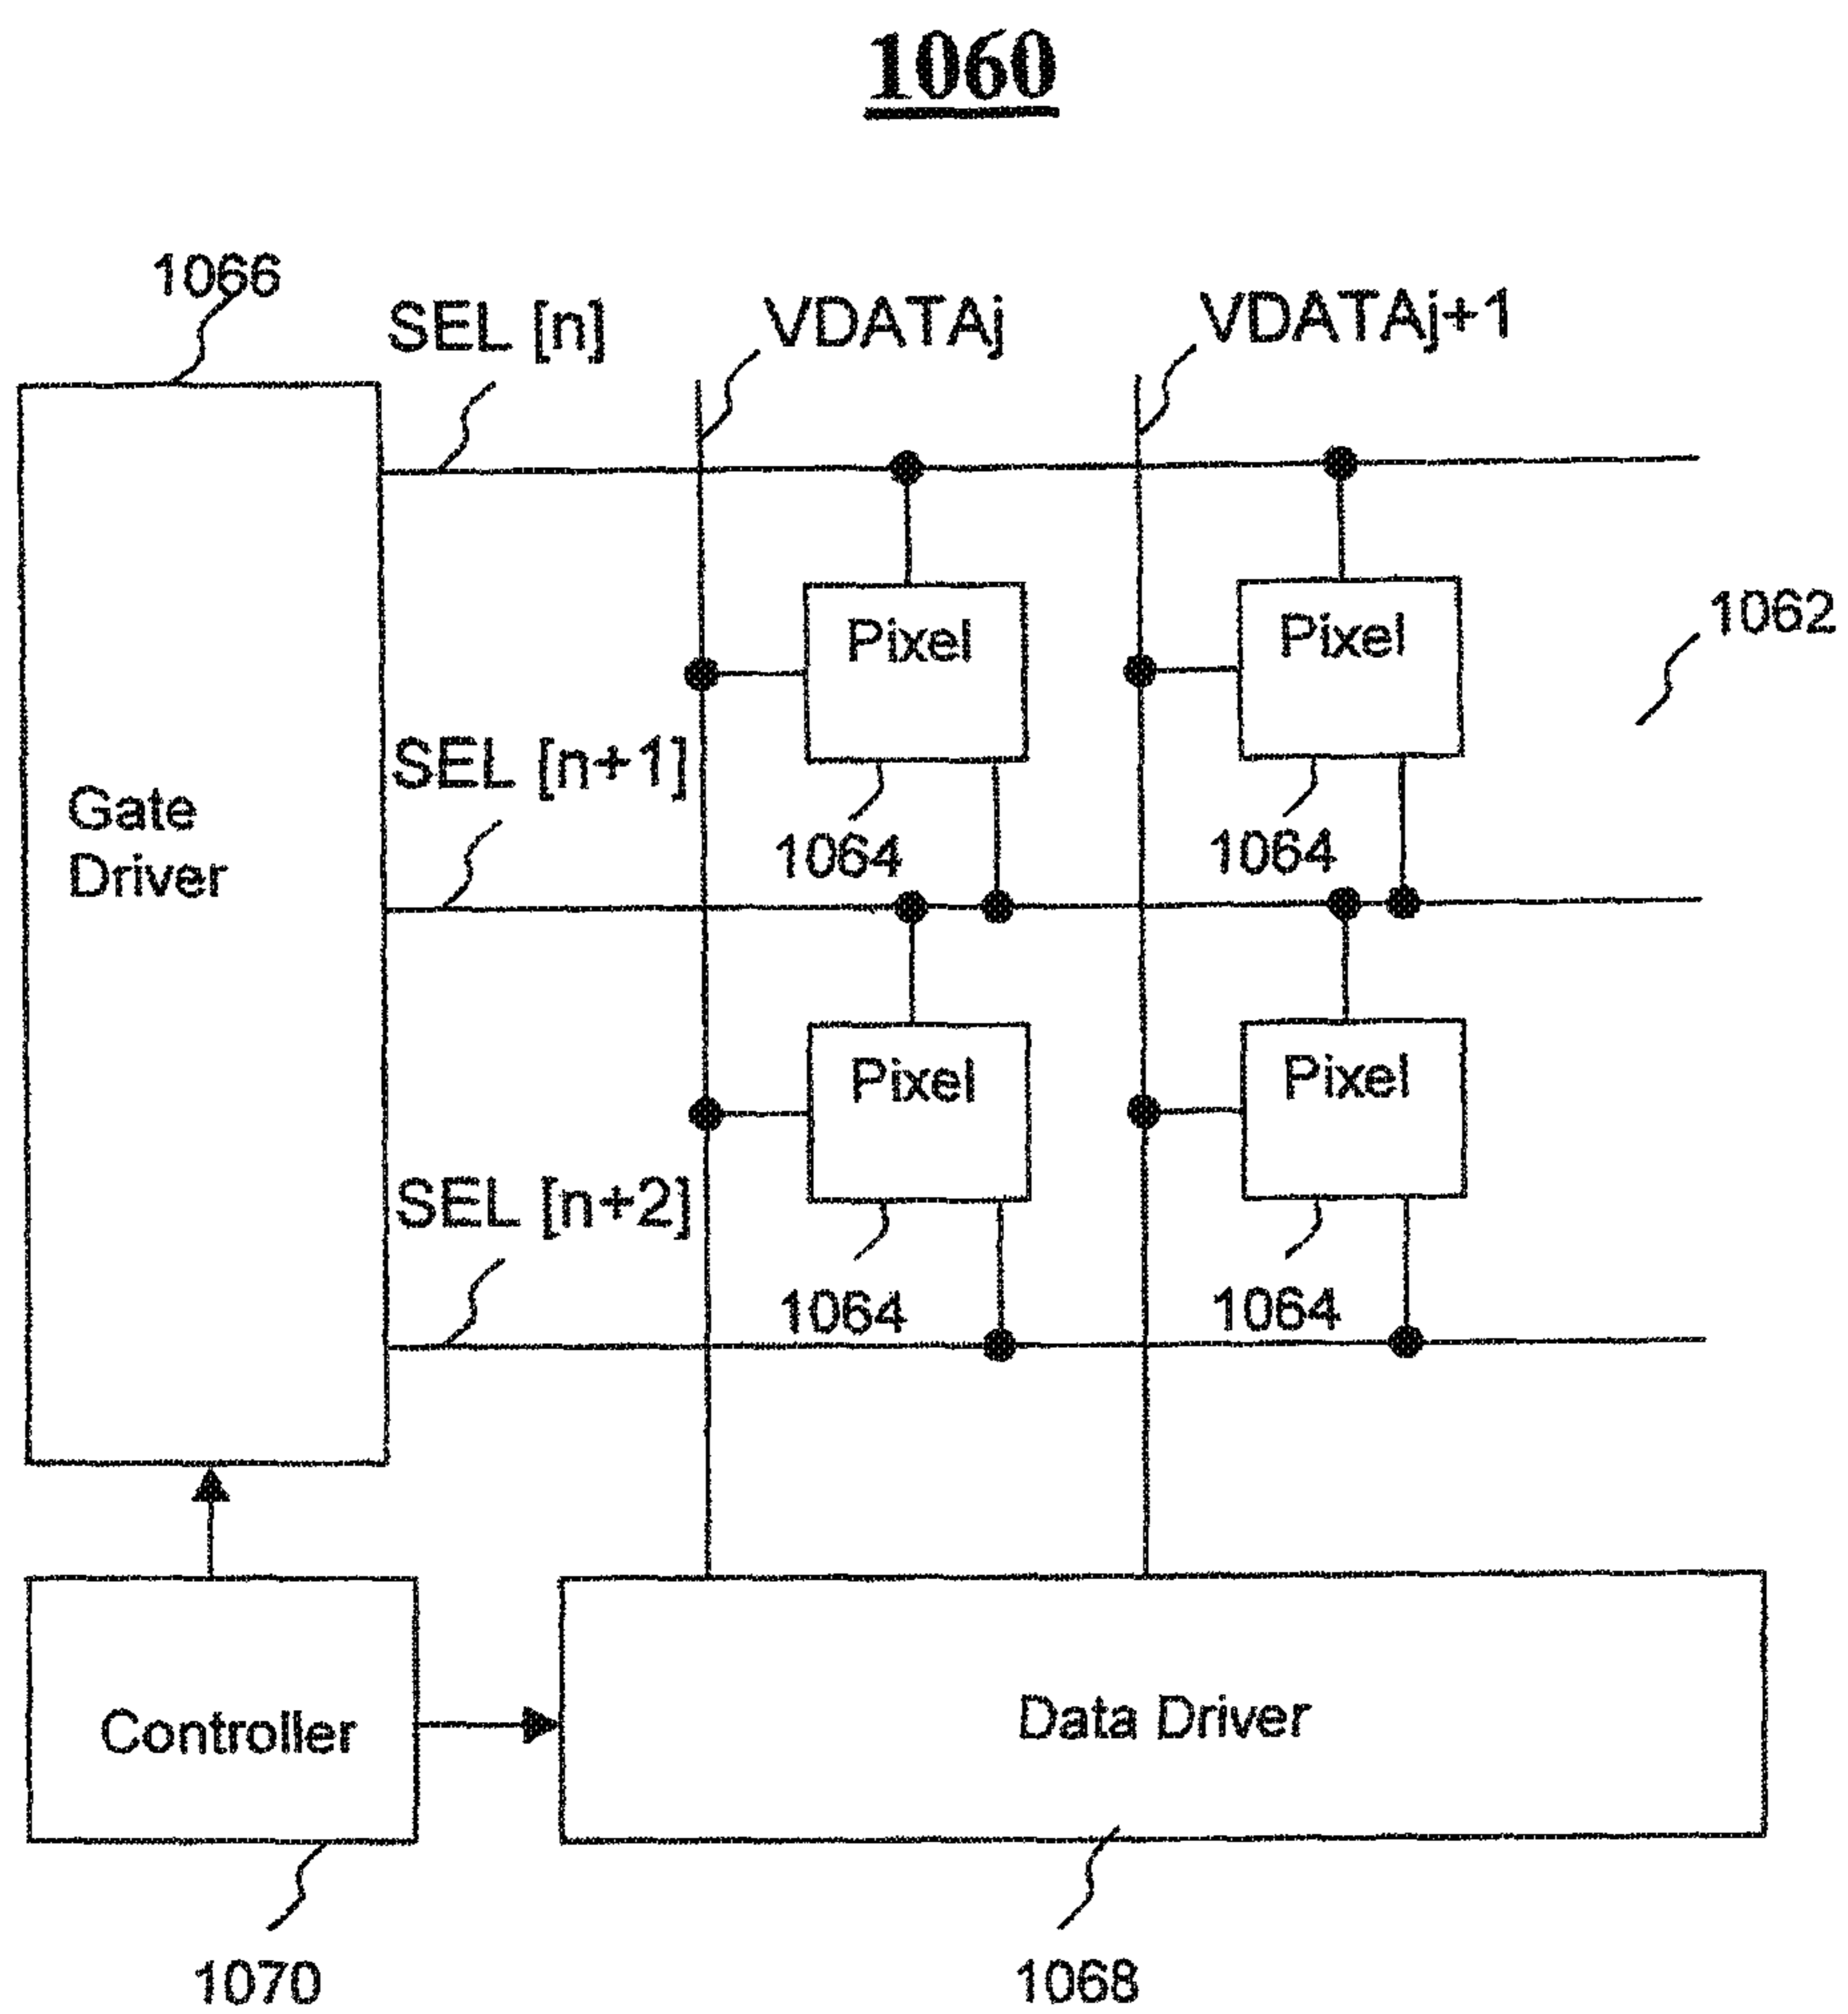 1060
1066
SEL [n]
VDATAj
VDATAj+1
Pixel
Pixel
1062
SEL [n+1]
Gate
Driver
1064
1064
Pixel
Pixel
SEL [n+2]
1064
1064
Controller
Data Driver
1070
1068